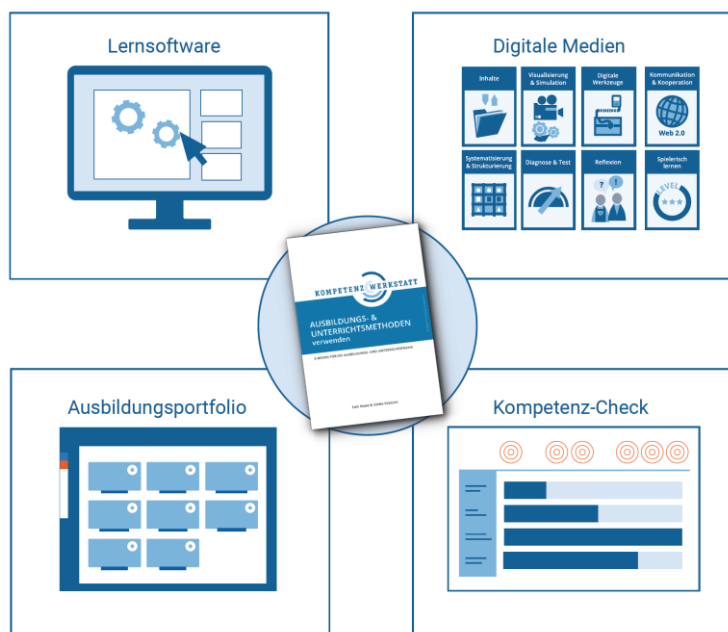 Lernsoftware
Digitale Medien
Inhalte
Visualisierung
& Simulation
Digitale
Werkzeuge
Kommunikation
& Kooperation
Web 2.0
Systematisierung
& Strukturierung
Diagnose & Test
Reflexion
Spielerisch
lernen
? !
LEVEL
KOMPETENZ WERKSTATT
AUSBILDUNGS- &
UNTERRICHTSMETHODEN
verwenden
Ausbildungsportfolio
Kompetenz-Check